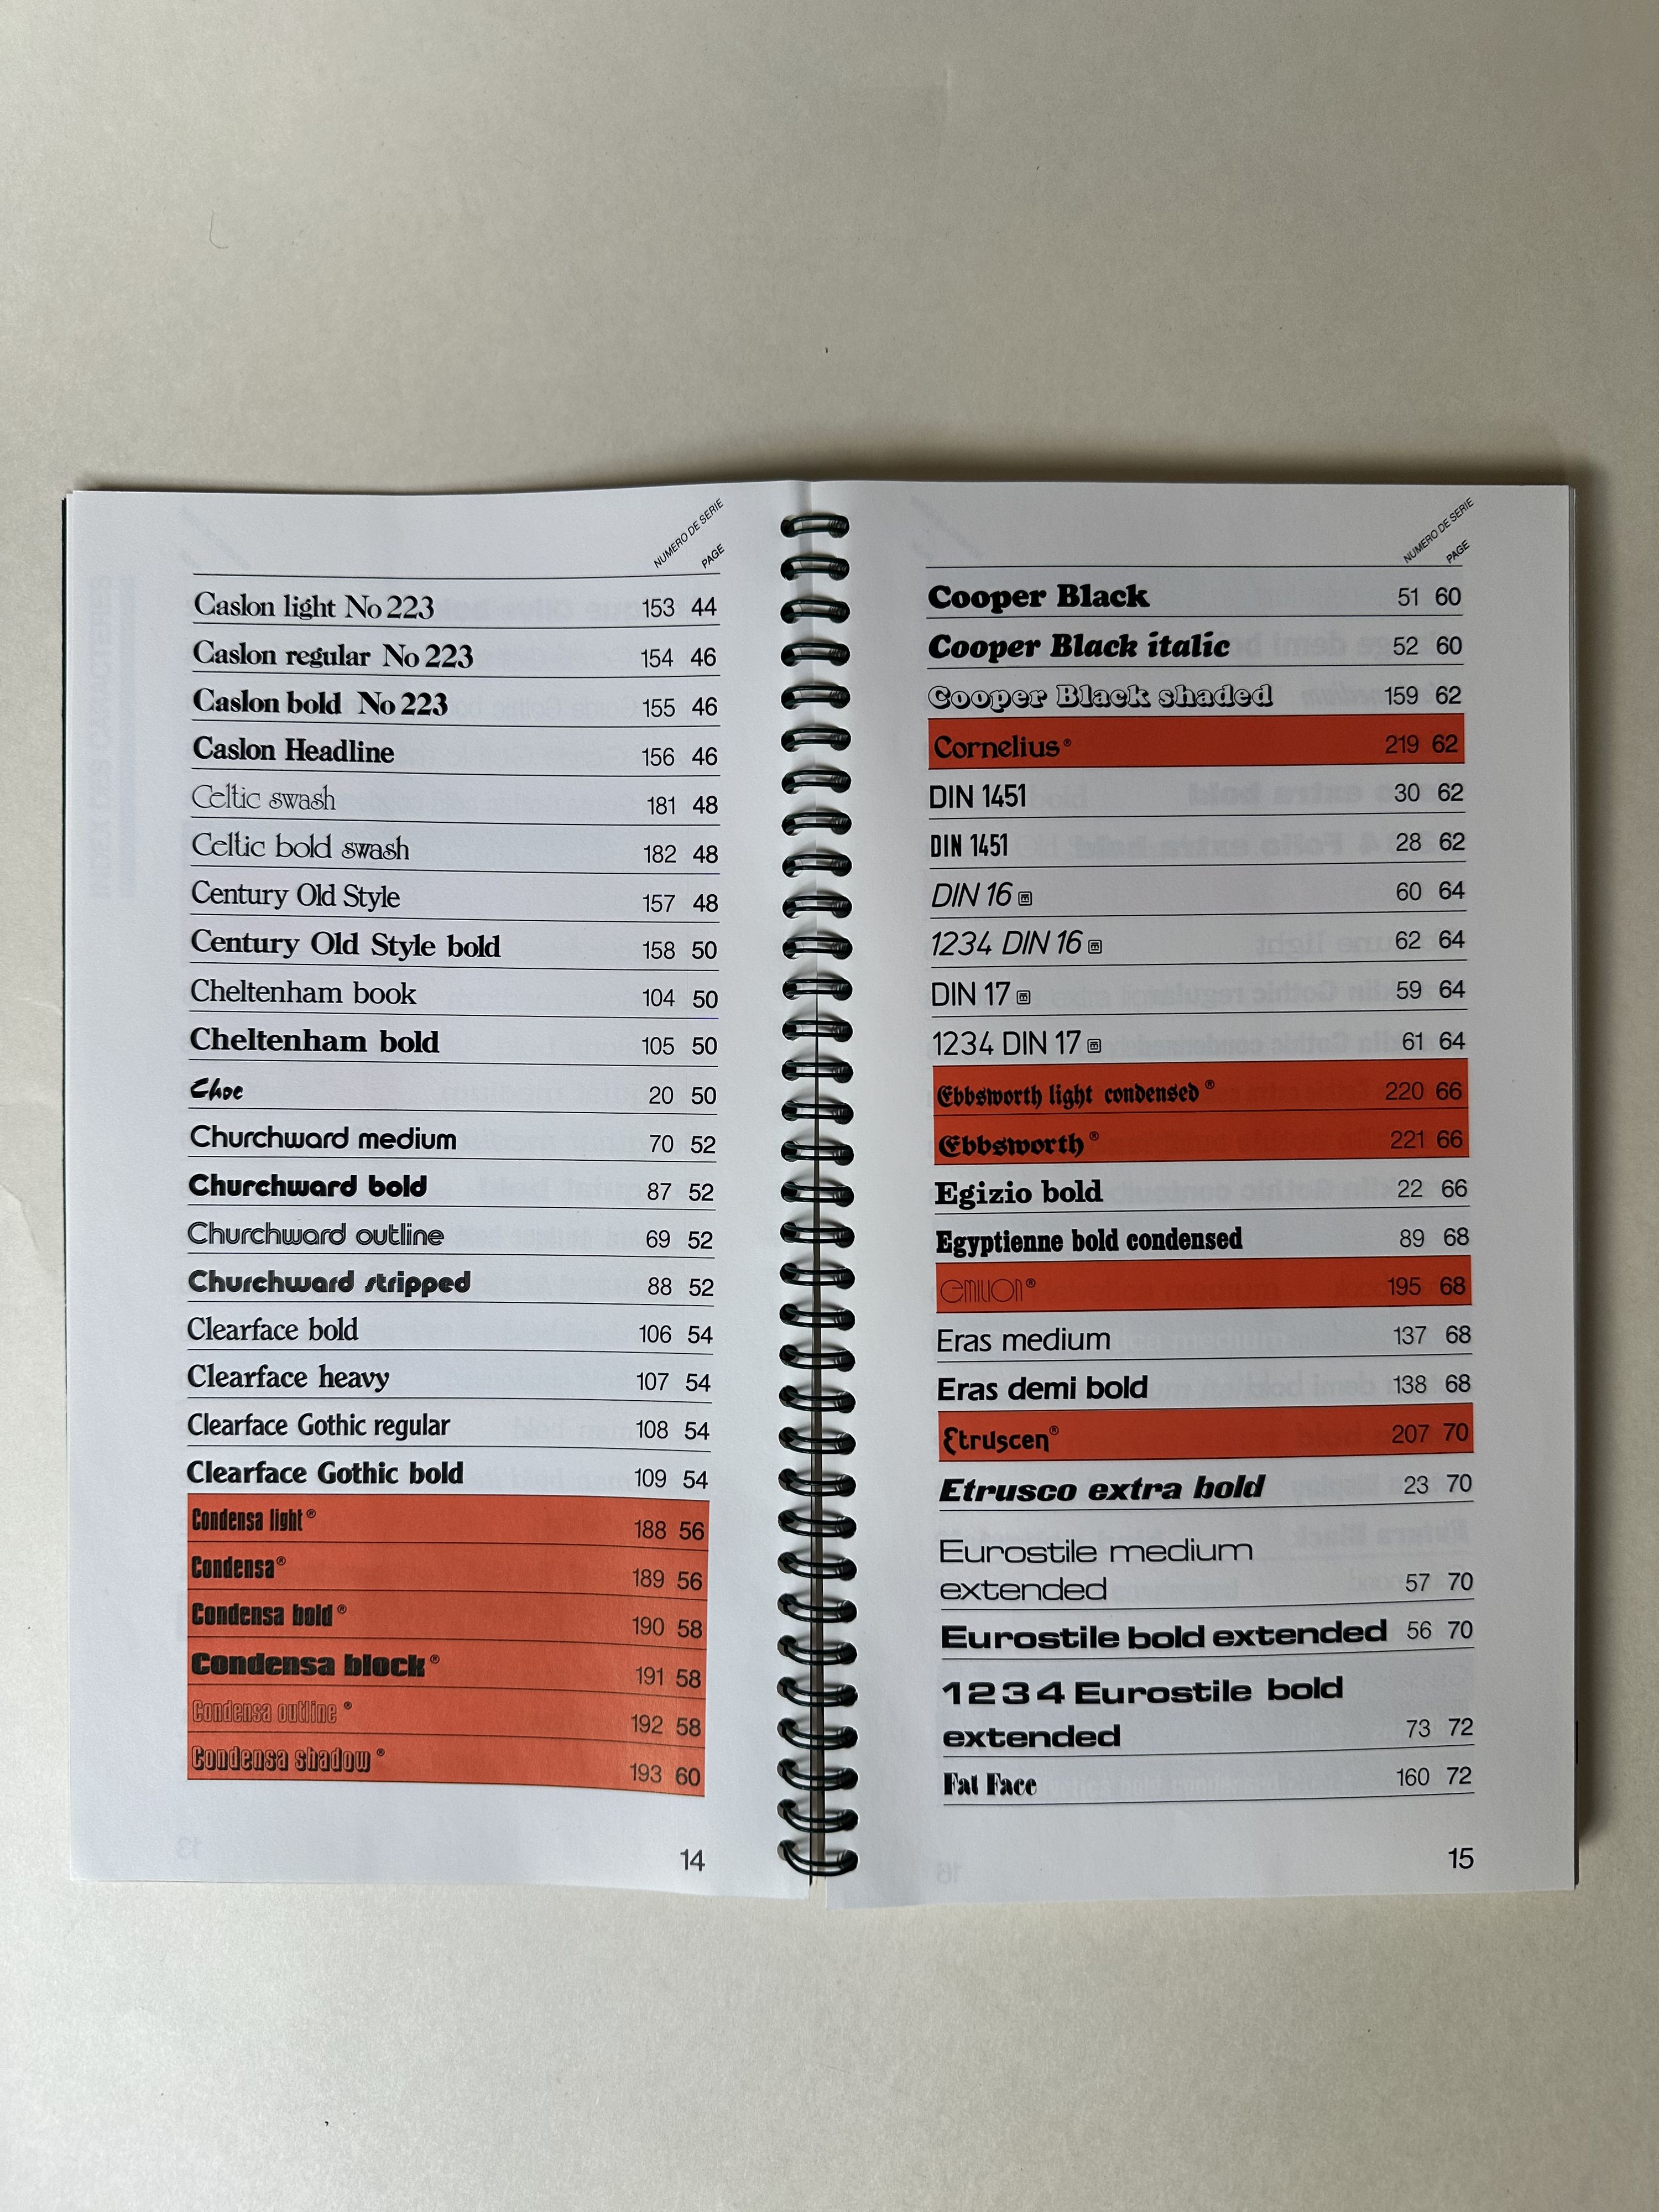 NUMERO DE SERIE
PAGE
Caslon light No 223 153 44
Caslon regular No 223 154 46
Caslon bold No 223 155 46
Caslon Headline 156 46
Celtic swash 181 48
Celtic bold swash 182 48
Century Old Style 157 48
Century Old Style bold 158 50
Cheltenham book 104 50
Cheltenham bold 105 50
Choc 20 50
Churchward medium 70 52
Churchward bold 87 52
Churchward outline 69 52
Churchward stripped 88 52
Clearface bold 106 54
Clearface heavy 107 54
Clearface Gothic regular 108 54
Clearface Gothic bold 109 54
Condensa light® 188 56
Condensa® 189 56
Condensa bold® 190 58
Condensa block® 191 58
Condensa outline® 192 58
Condensa shadow® 193 60
14
NUMERO DE SERIE
PAGE
Cooper Black 51 60
Cooper Black italic 52 60
Cooper Black shaded 159 62
Cornelius® 219 62
DIN 1451 30 62
DIN 1451 28 62
DIN 16 60 64
1234 DIN 16 62 64
DIN 17 59 64
1234 DIN 17 61 64
Ebbsworth light condensed® 220 66
Ebbsworth® 221 66
Egizio bold 22 66
Egyptienne bold condensed 89 68
EMILION® 195 68
Eras medium 137 68
Eras demi bold 138 68
Etruscen® 207 70
Etrusco extra bold 23 70
Eurostile medium
extended 57 70
Eurostile bold extended 56 70
1234 Eurostile bold
extended 73 72
Fat Face 160 72
15